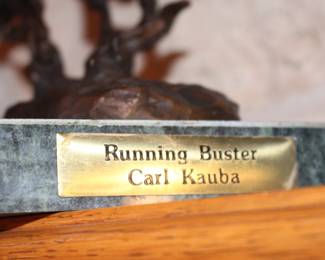 Running Buster
Carl Kauba